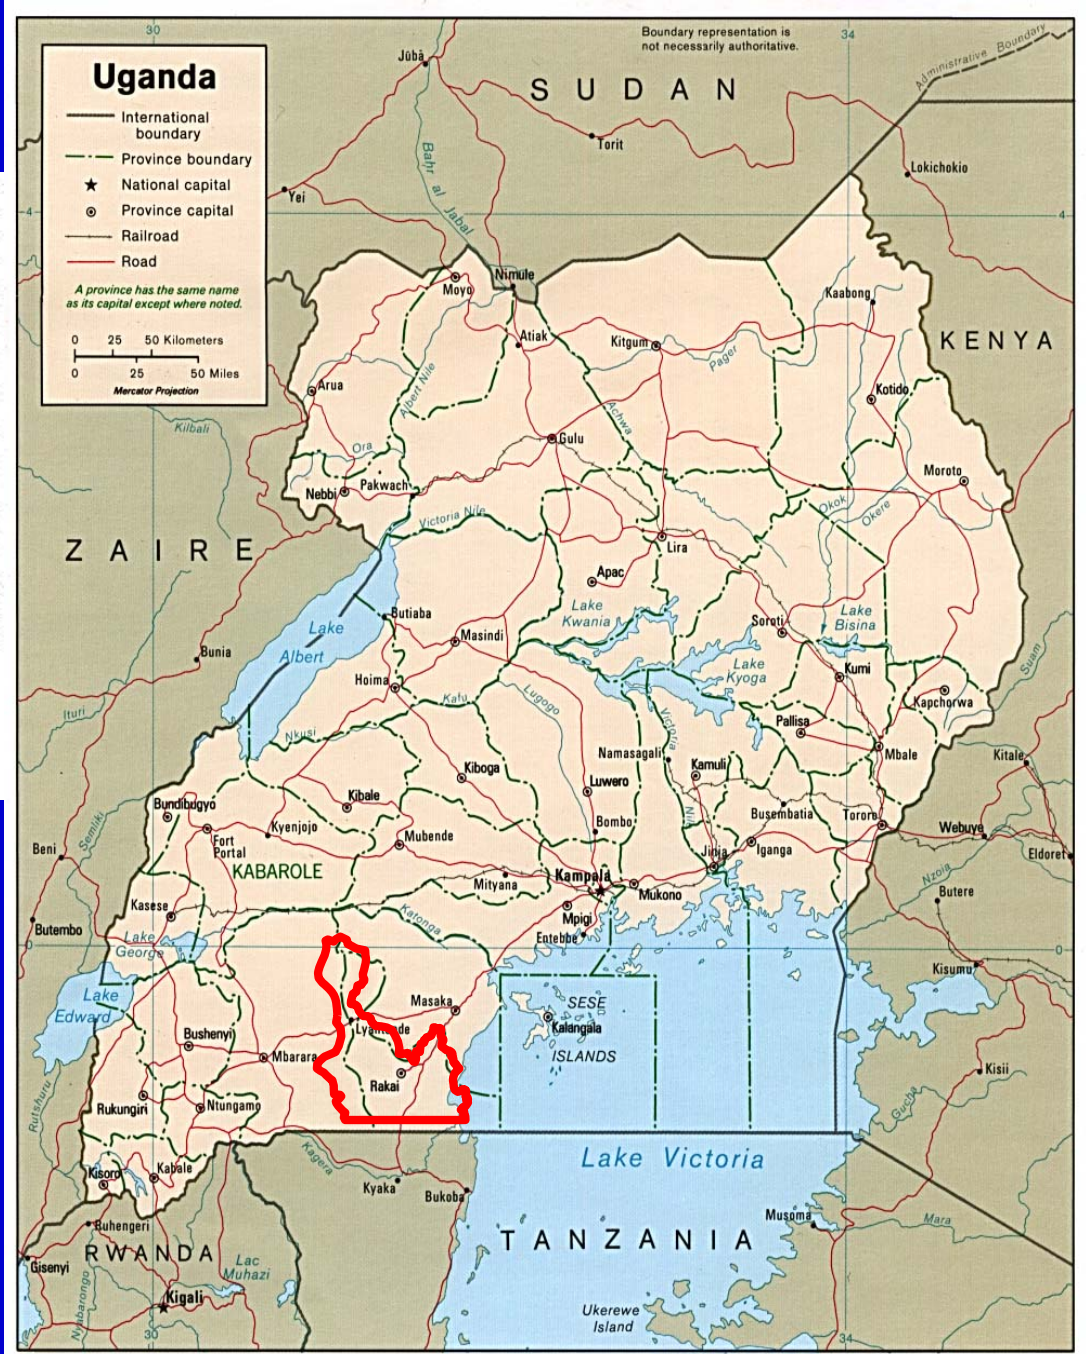 30
34
Boundary representation is
not necessarily authoritative.
Administrative Boundary
Uganda
International
boundary
Province boundary
National capital
Province capital
Railroad
Road
A province has the same name
as its capital except where noted.
0 25 50 Kilometers
0 25 50 Miles
Mercator Projection
Jūbā
SUDAN
Torit
Lokichokio
Bahr al Jabal
Yei
4
4
Nimule
Moyo
Kaabong
KENYA
Atiak
Kitgum
Pager
Arua
Albert Nile
Kotido
Achwa
Kilbali
Ora
Gulu
Moroto
Nebbi
Pakwach
Okok
Okere
Victoria Nile
ZAIRE
Lira
Apac
Lake
Kwania
Butiaba
Lake
Albert
Masindi
Soroti
Lake
Bisina
Bunia
Lake
Kyoga
Kumi
Suam
Hoima
Kafu
Lugogo
Kapchorwa
Ituri
Nkusi
Victoria Nile
Pallisa
Mbale
Namasagali
Kitale
Kiboga
Kamuli
Luwero
Bundibugyo
Kibale
Busembatia
Tororo
Semliki
Fort
Portal
Kyenjojo
Mubende
Bombo
Webuye
Beni
Jinja
Iganga
Eldoret
KABAROLE
Mityana
Kampala
Mukono
Nzoia
Butere
Kasese
Katonga
Mpigi
Butembo
Entebbe
0
0
Lake
George
Kisumu
Lake
Edward
Masaka
SESE
Kalangala
ISLANDS
Bushenyi
Mbarara
Rakai
Kisii
Rutshuru
Rukungiri
Ntungamo
Gucha
Kagera
Lake Victoria
Kisoro
Kabale
Kyaka
Bukoba
Buhengeri
Musoma
Mara
RWANDA
TANZANIA
Gisenyi
Lac
Muhazi
Nyabarongo
Kigali
Ukerewe
Island
30
34